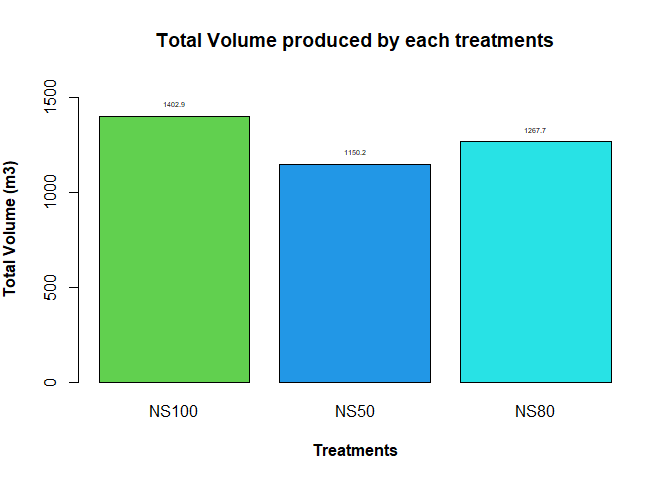 Total Volume produced by each treatments
Total Volume (m3)
1500
1000
500
0
1402.9
1150.2
1267.7
NS100
NS50
NS80
Treatments